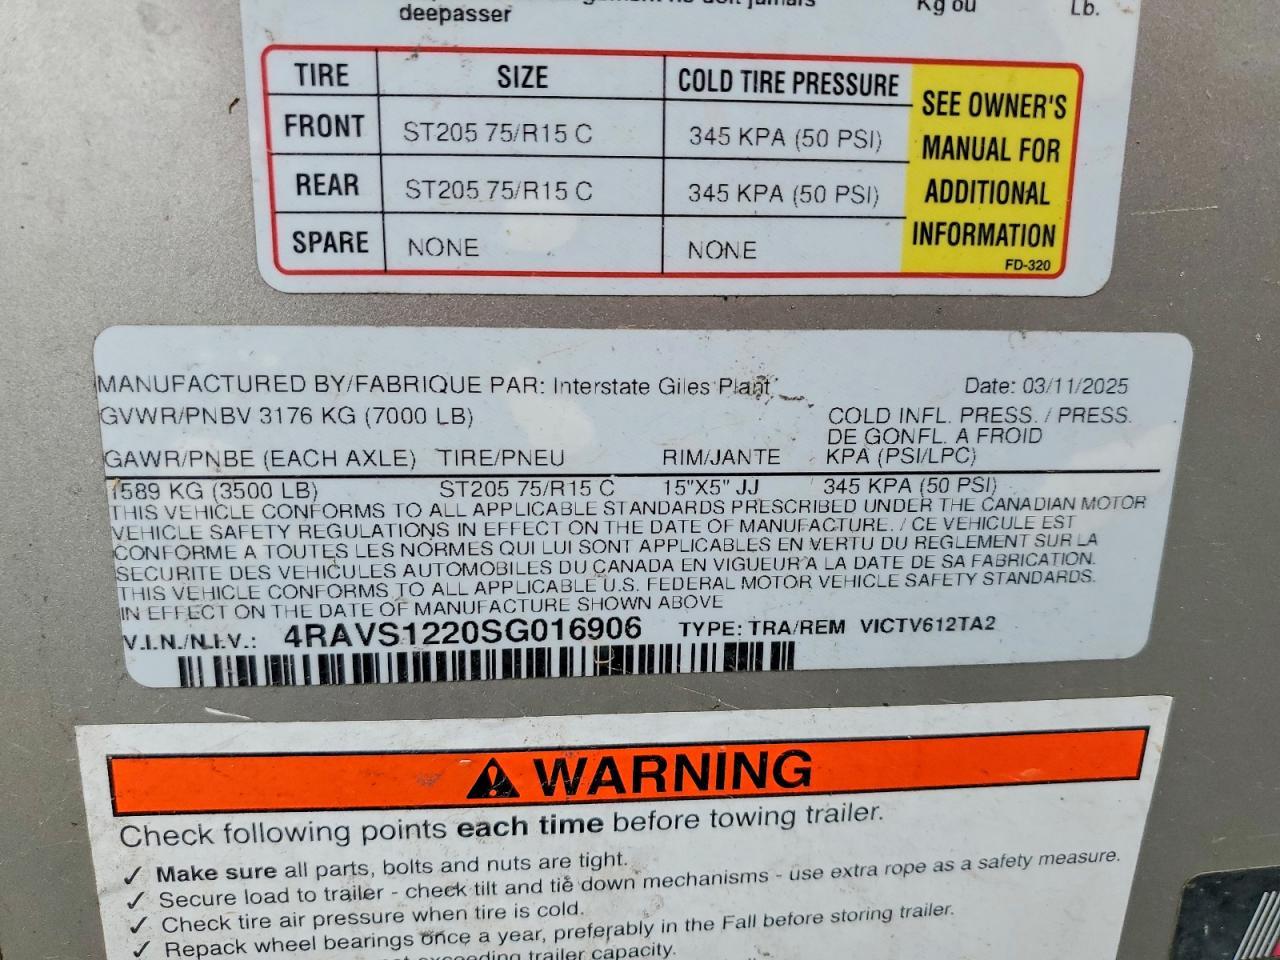 deepasser
Kg ou Lb.
TIRE SIZE COLD TIRE PRESSURE
FRONT ST205 75/R15 C 345 KPA (50 PSI)
REAR ST205 75/R15 C 345 KPA (50 PSI)
SPARE NONE NONE
SEE OWNER'S
MANUAL FOR
ADDITIONAL
INFORMATION
FD-320
MANUFACTURED BY/FABRIQUE PAR: Interstate Giles Plant Date: 03/11/2025
GVWR/PNBV 3176 KG (7000 LB) COLD INFL. PRESS. / PRESS.
DE GONFL. A FROID
GAWR/PNBE (EACH AXLE) TIRE/PNEU RIM/JANTE KPA (PSI/LPC)
1589 KG (3500 LB) ST205 75/R15 C 15"X5" JJ 345 KPA (50 PSI)
THIS VEHICLE CONFORMS TO ALL APPLICABLE STANDARDS PRESCRIBED UNDER THE CANADIAN MOTOR
VEHICLE SAFETY REGULATIONS IN EFFECT ON THE DATE OF MANUFACTURE. / CE VEHICULE EST
CONFORME A TOUTES LES NORMES QUI LUI SONT APPLICABLES EN VERTU DU REGLEMENT SUR LA
SECURITE DES VEHICULES AUTOMOBILES DU CANADA EN VIGUEUR A LA DATE DE SA FABRICATION.
THIS VEHICLE CONFORMS TO ALL APPLICABLE U.S. FEDERAL MOTOR VEHICLE SAFETY STANDARDS.
IN EFFECT ON THE DATE OF MANUFACTURE SHOWN ABOVE
V.I.N./N.I.V.: 4RAVS1220SG016906 TYPE: TRA/REM VICTV612TA2
WARNING
Check following points each time before towing trailer.
✓ Make sure all parts, bolts and nuts are tight.
✓ Secure load to trailer - check tilt and tie down mechanisms - use extra rope as a safety measure.
✓ Check tire air pressure when tire is cold.
✓ Repack wheel bearings once a year, preferably in the Fall before storing trailer.
exceeding trailer capacity.